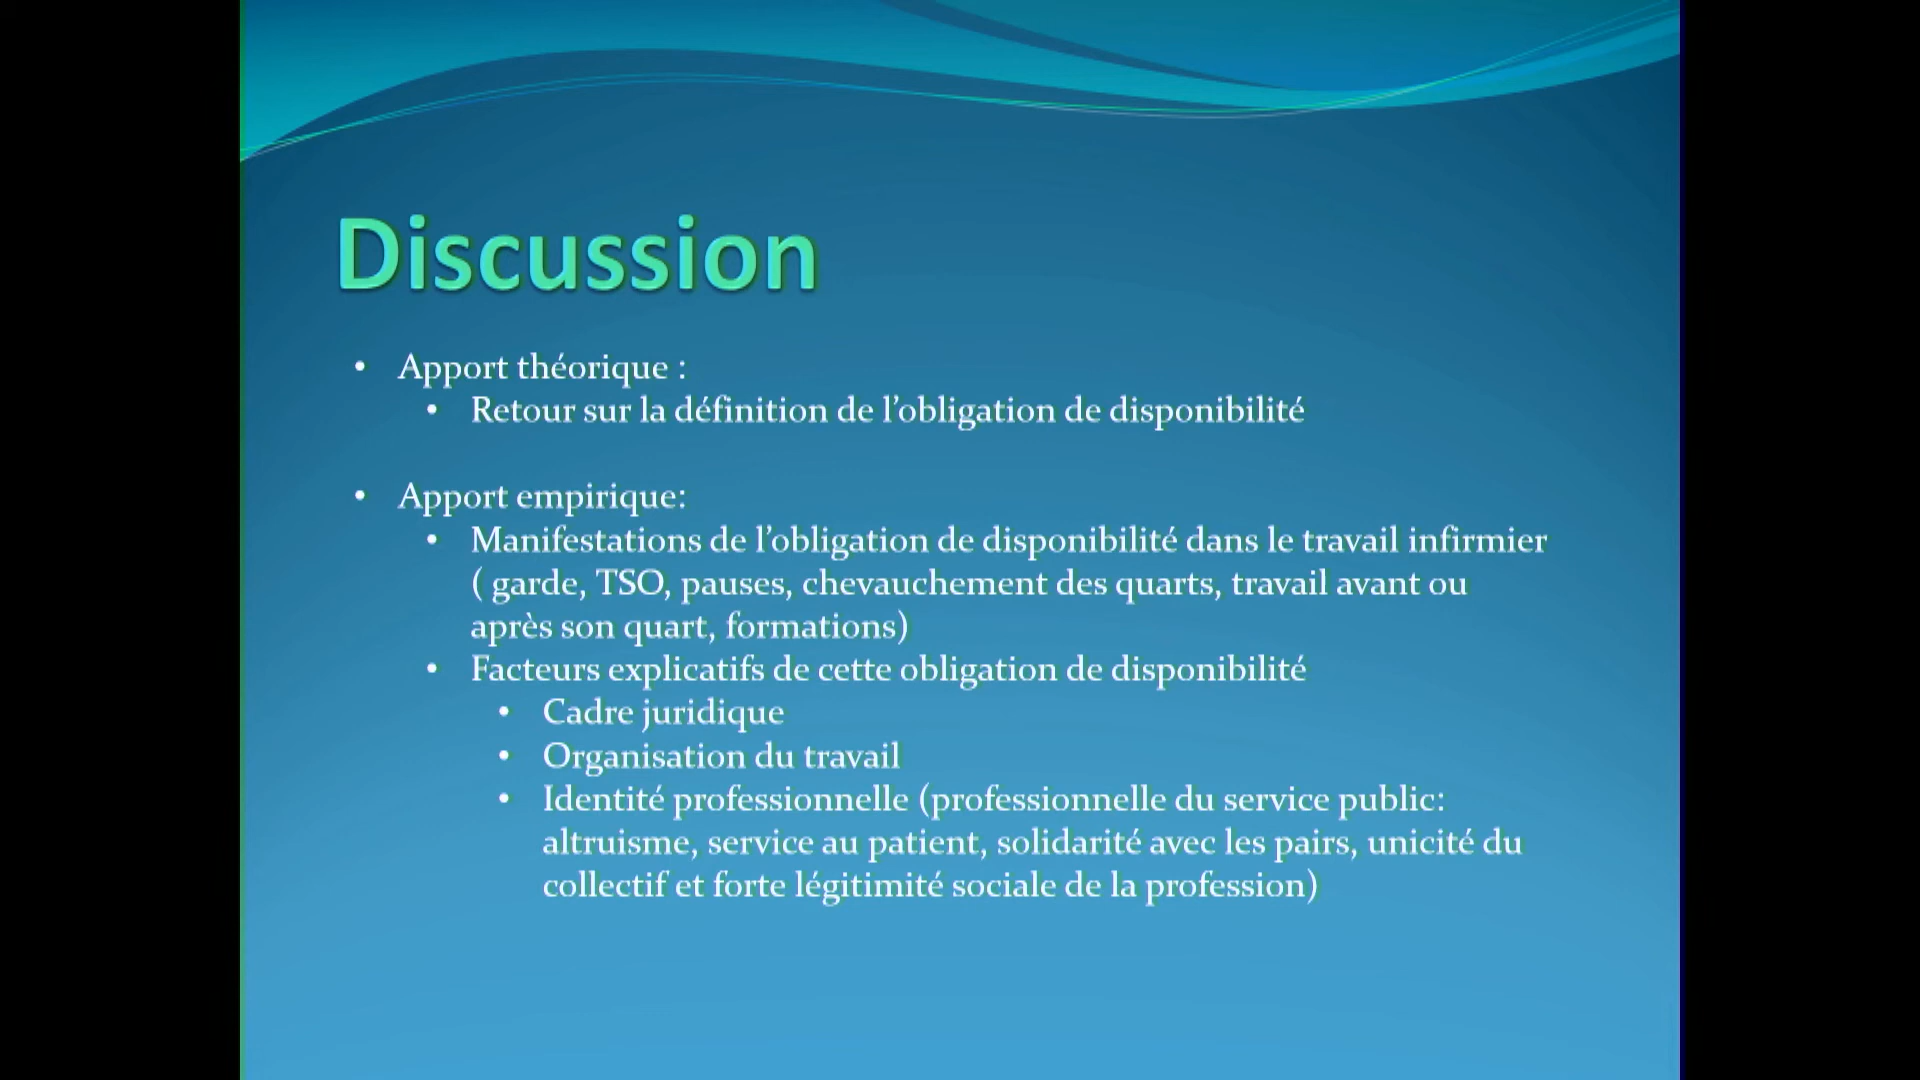 Discussion
• Apport théorique :
• Retour sur la définition de l’obligation de disponibilité
• Apport empirique:
• Manifestations de l’obligation de disponibilité dans le travail infirmier
( garde, TSO, pauses, chevauchement des quarts, travail avant ou
après son quart, formations)
• Facteurs explicatifs de cette obligation de disponibilité
• Cadre juridique
• Organisation du travail
• Identité professionnelle (professionnelle du service public:
altruisme, service au patient, solidarité avec les pairs, unicité du
collectif et forte légitimité sociale de la profession)